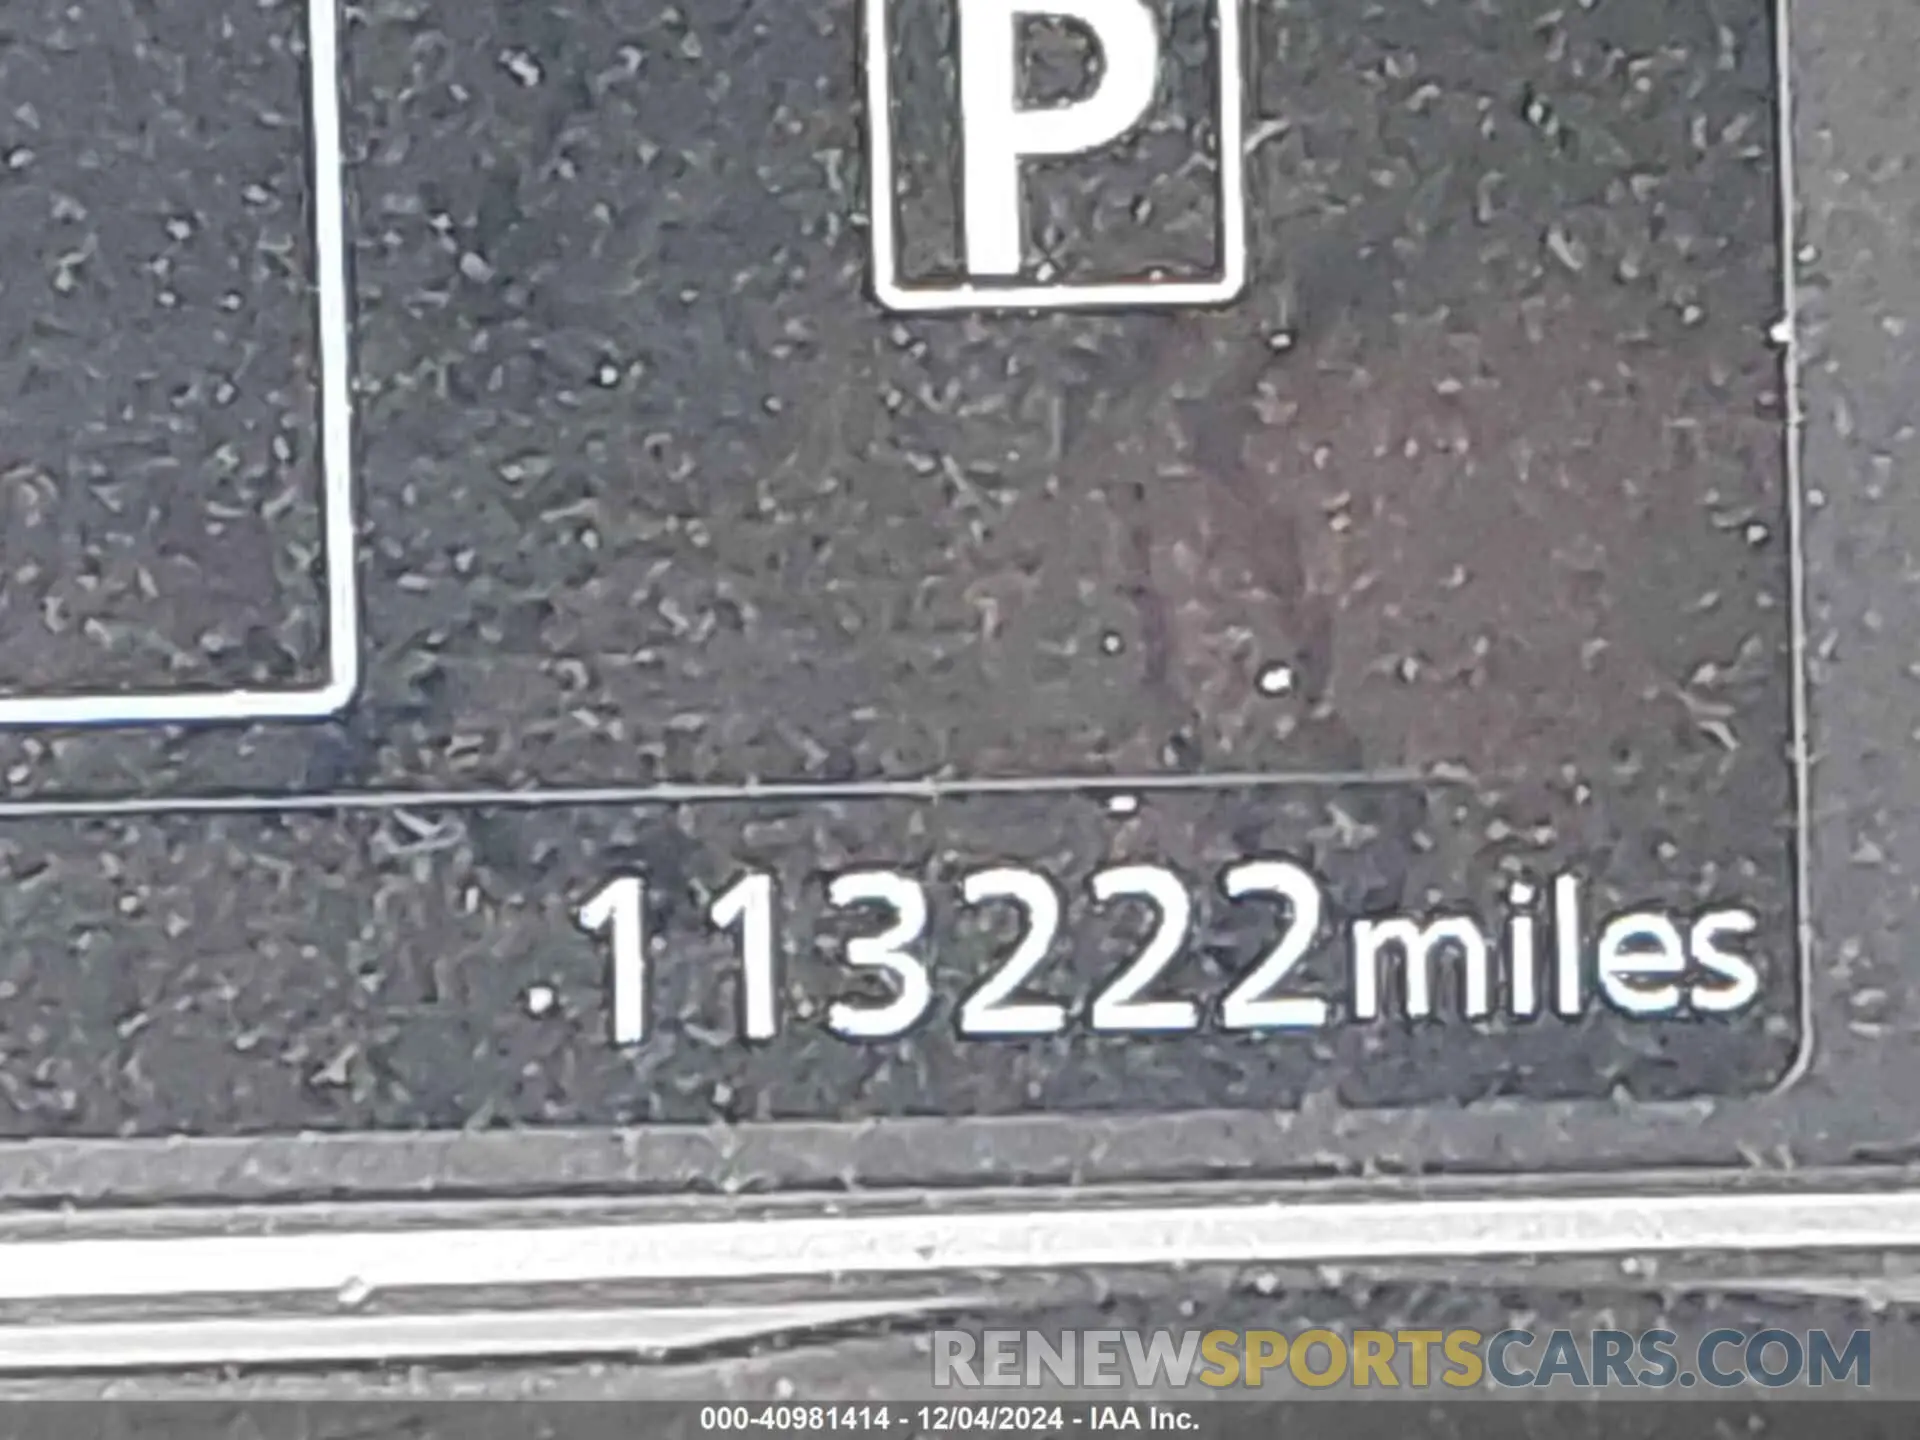 P
113222miles
RENEWSPORTSCARS.COM
000-40981414 - 12/04/2024 - IAA Inc.